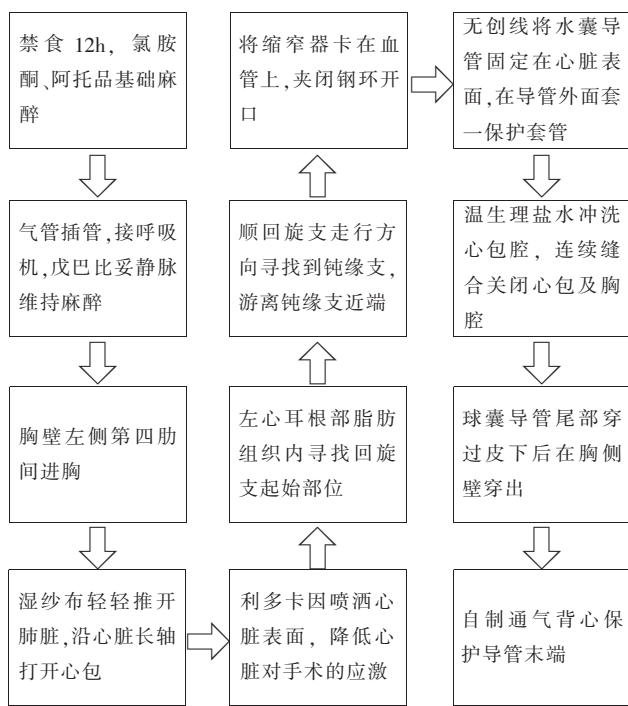 禁食 12h，氯胺
酮、阿托品基础麻
醉
气管插管，接呼吸
机，戊巴比妥静脉
维持麻醉
胸壁左侧第四肋
间进胸
湿纱布轻轻推开
肺脏，沿心脏长轴
打开心包
利多卡因喷洒心
脏表面，降低心
脏对手术的应激
左心耳根部脂肪
组织内寻找回旋
支起始部位
顺回旋支走行方
向寻找到钝缘支，
游离钝缘支近端
将缩窄器卡在血
管上，夹闭钢环开
口
无创线将水囊导
管固定在心脏表
面，在导管外面套
一保护套管
温生理盐水冲洗
心包腔，连续缝
合关闭心包及胸
腔
球囊导管尾部穿
过皮下后在胸侧
壁穿出
自制通气背心保
护导管末端